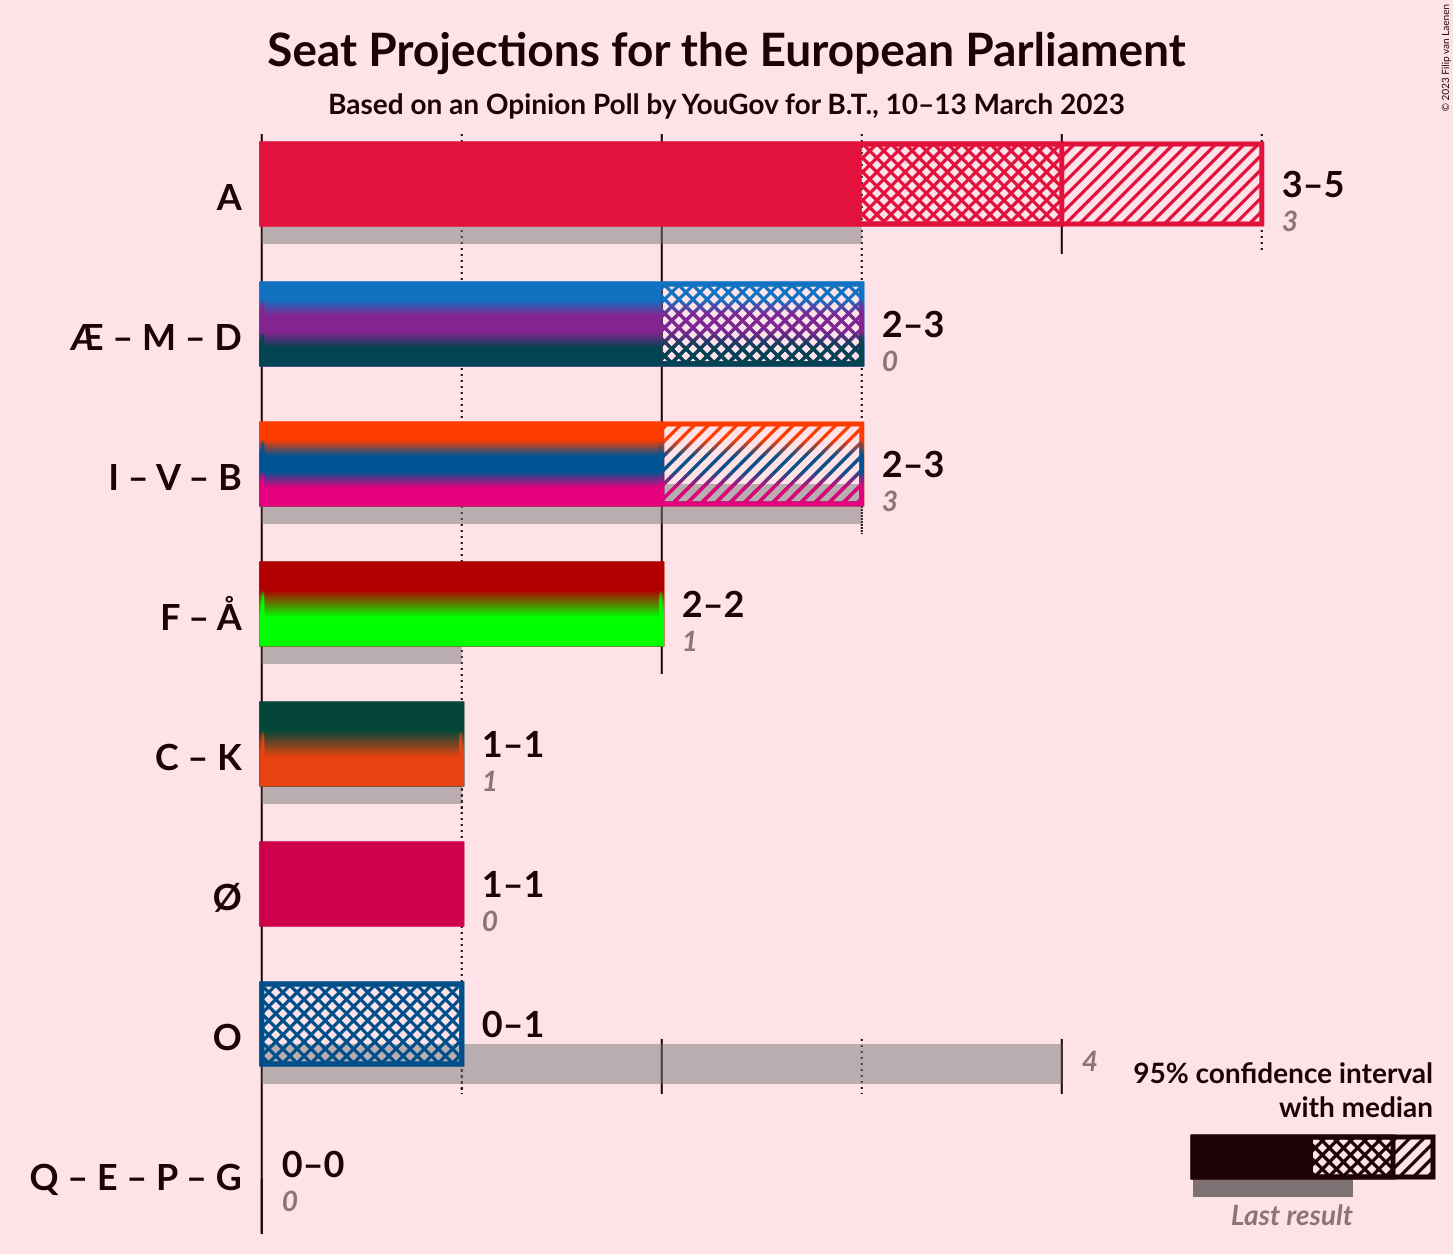 Seat Projections for the European Parliament
Based on an Opinion Poll by YouGov for B.T., 10–13 March 2023
© 2023 Filip van Laenen
A
3–5
3
Æ – M – D
2–3
0
I – V – B
2–3
3
F – Å
2–2
1
C – K
1–1
1
Ø
1–1
0
O
0–1
4
Q – E – P – G
0–0
0
95% confidence interval
with median
Last result